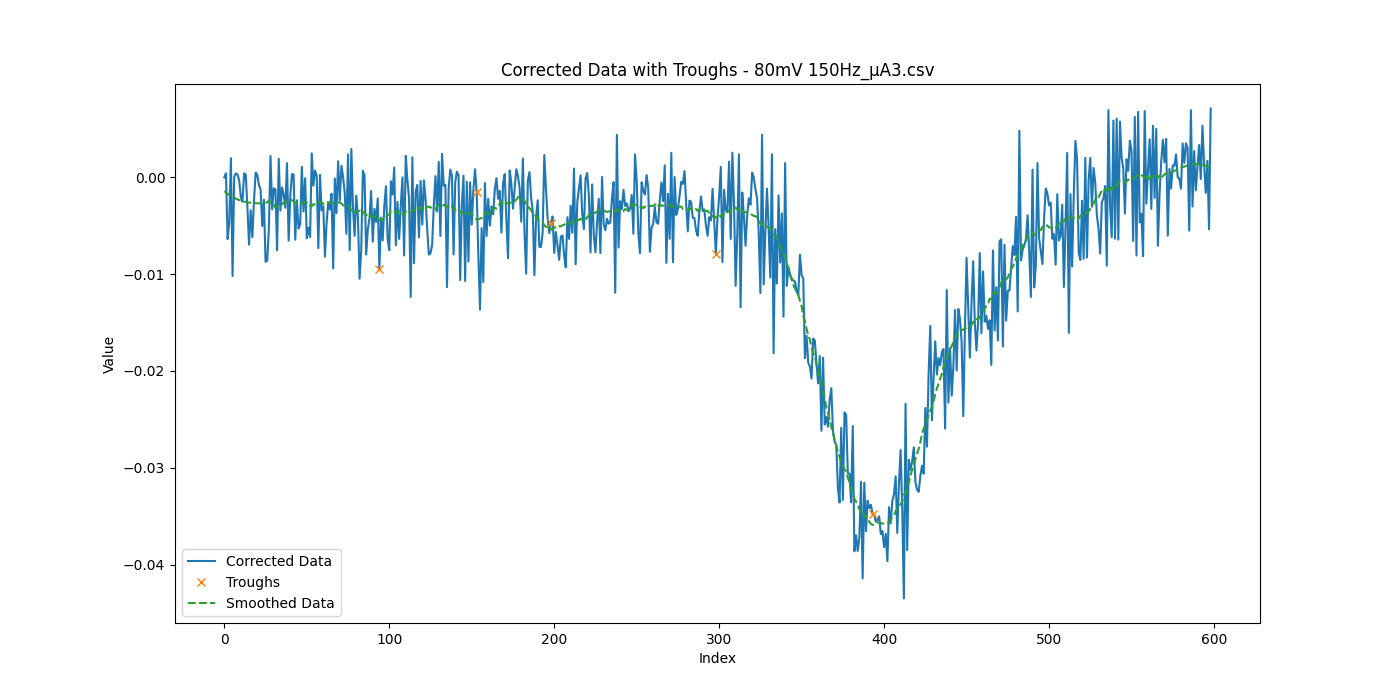 Corrected Data with Troughs - 80mV 150Hz_μA3.csv
Value
0.00
−0.01
−0.02
−0.03
−0.04
Corrected Data
Troughs
Smoothed Data
0 100 200 300 400 500 600
Index